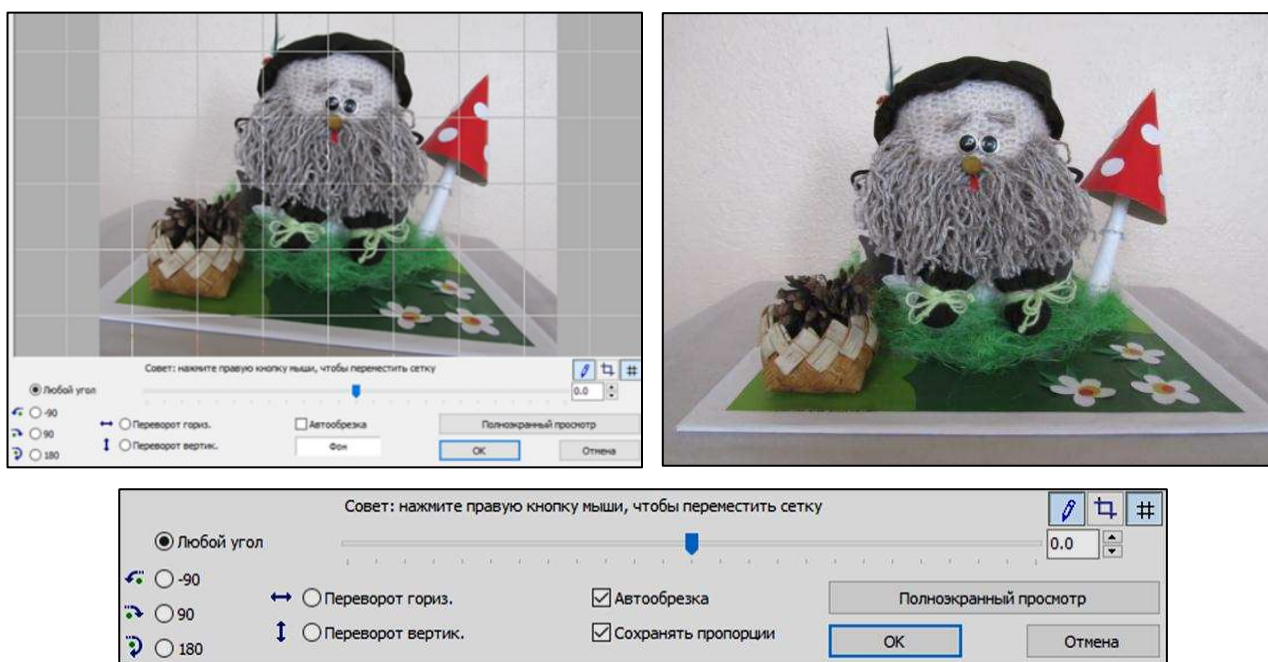 Совет: нажмите правую кнопку мыши, чтобы переместить сетку
Любой угол
0.0
-90
Переворот гориз.
Автообрезка
Полноэкранный просмотр
90
Переворот вертик.
Фон
OK
Отмена
180
Совет: нажмите правую кнопку мыши, чтобы переместить сетку
Любой угол
0.0
-90
Переворот гориз.
Автообрезка
Полноэкранный просмотр
90
Переворот вертик.
Сохранять пропорции
OK
Отмена
180